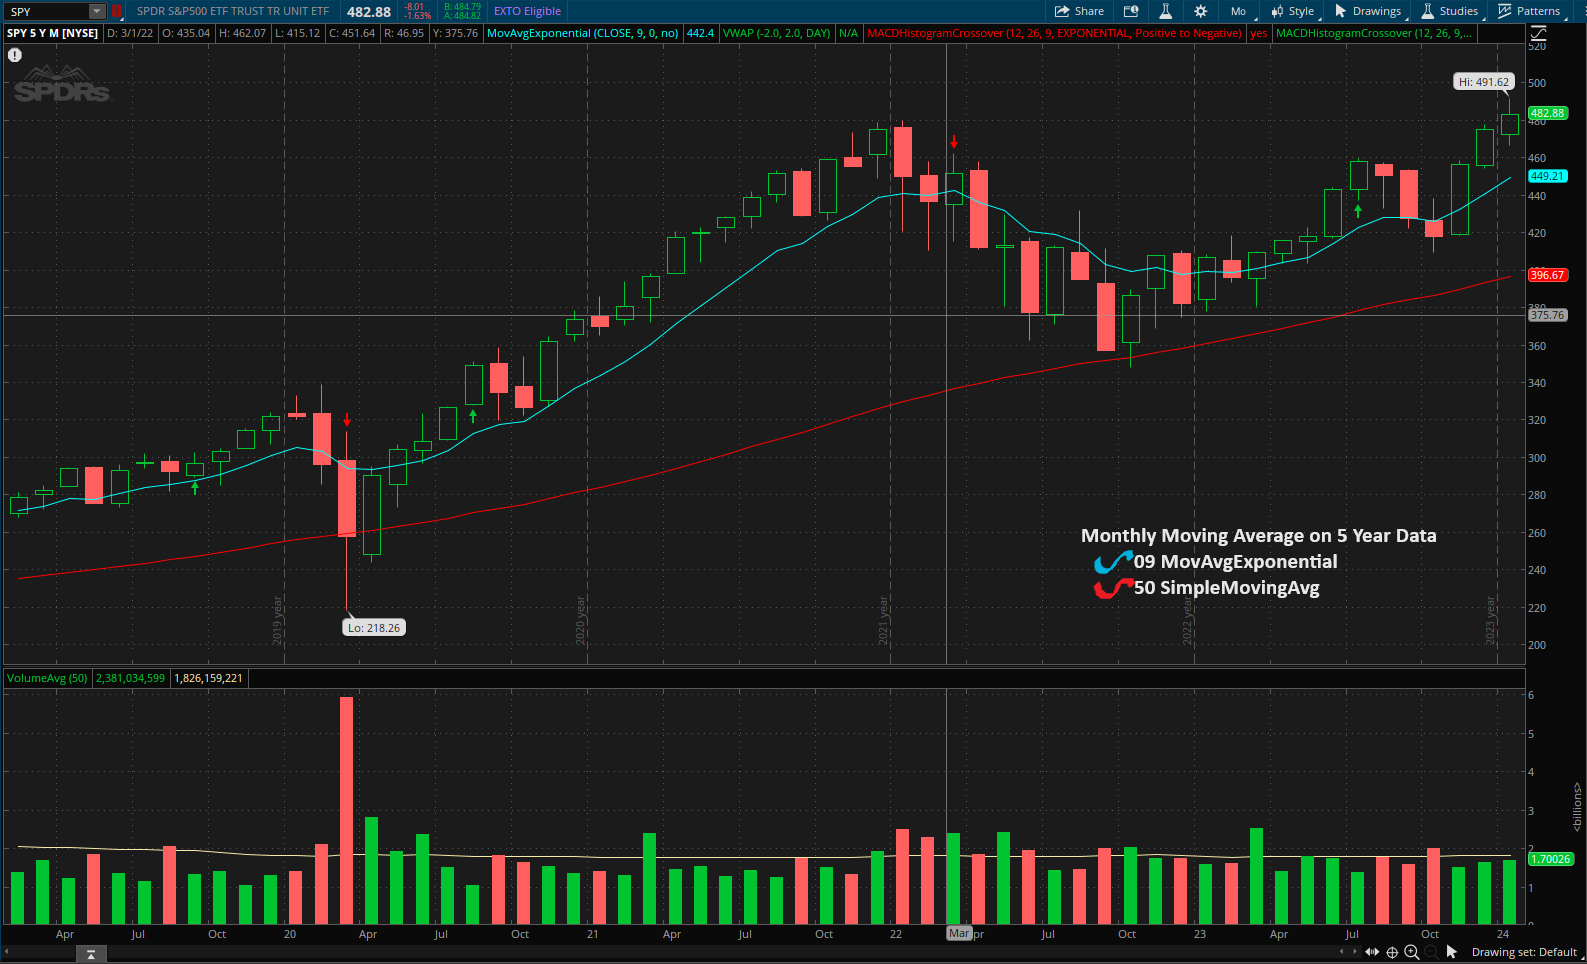 SPY
SPDR S&P500 ETF TRUST TR UNIT ETF
482.88
-8.01
-1.63%
B: 484.79
A: 484.82
EXTO Eligible
Share
Mo
Style
Drawings
Studies
Patterns
SPY 5 Y M [NYSE] D: 3/1/22 O: 435.04 H: 462.07 L: 415.12 C: 451.64 R: 46.95 Y: 375.76 MovAvgExponential (CLOSE, 9, 0, no) 442.4 VWAP (-2.0, 2.0, DAY) N/A MACDHistogramCrossover (12, 26, 9, EXPONENTIAL, Positive to Negative) yes MACDHistogramCrossover (12, 26, 9,...
SPDRs
Hi: 491.62
520
500
482.88
480
460
449.21
440
420
396.67
380
375.76
360
340
320
300
280
260
240
220
200
Monthly Moving Average on 5 Year Data
09 MovAvgExponential
50 SimpleMovingAvg
2019 year
2020 year
2021 year
2022 year
2023 year
Lo: 218.26
VolumeAvg (50) 2,381,034,599 1,826,159,221
6
5
4
3
2
1.70026
1
0
<billions>
Apr Jul Oct 20 Apr Jul Oct 21 Apr Jul Oct 22 Mar pr Jul Oct 23 Apr Jul Oct 24
Drawing set: Default